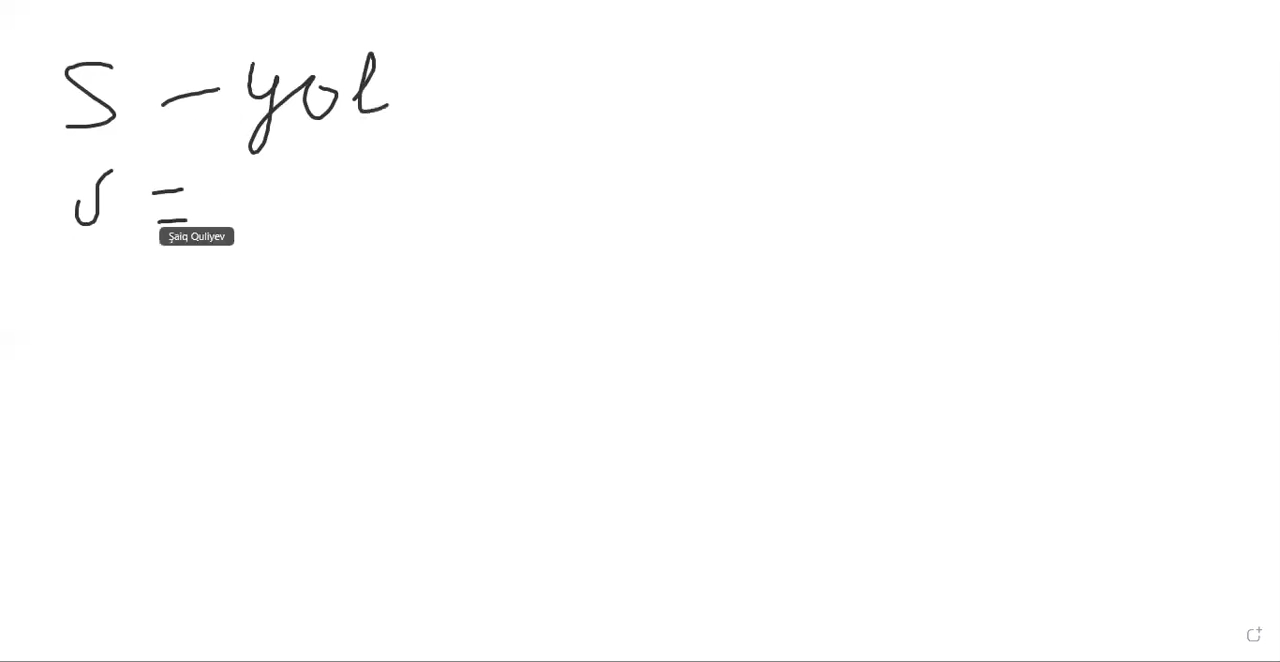 S - yol
υ =
Şaiq Quliyev